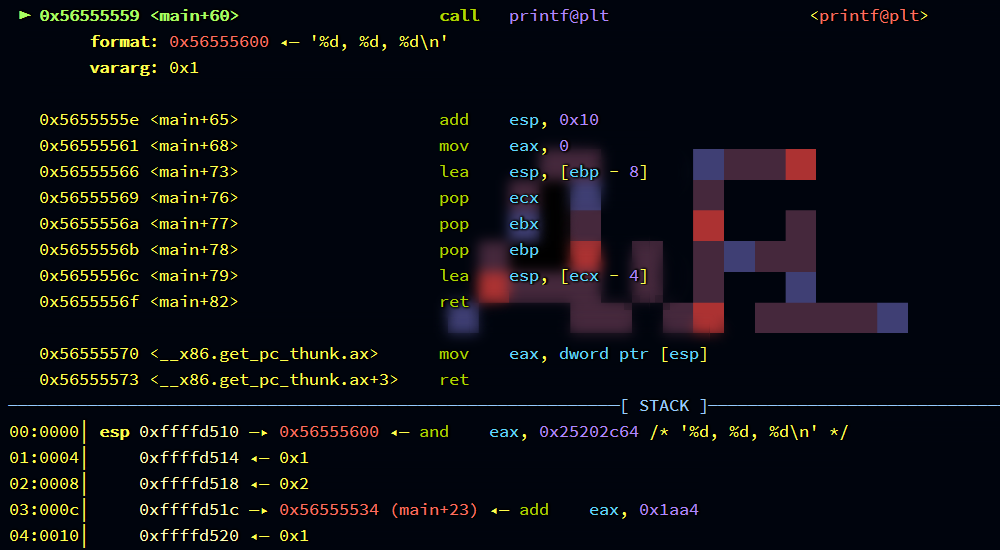 ► 0x56555559 <main+60> call printf@plt <printf@plt>
format: 0x56555600 ◂— '%d, %d, %d\n'
vararg: 0x1
0x5655555e <main+65> add esp, 0x10
0x56555561 <main+68> mov eax, 0
0x56555566 <main+73> lea esp, [ebp - 8]
0x56555569 <main+76> pop ecx
0x5655556a <main+77> pop ebx
0x5655556b <main+78> pop ebp
0x5655556c <main+79> lea esp, [ecx - 4]
0x5655556f <main+82> ret
0x56555570 <__x86.get_pc_thunk.ax> mov eax, dword ptr [esp]
0x56555573 <__x86.get_pc_thunk.ax+3> ret
[ STACK ]
00:0000│ esp 0xffffd510 —▸ 0x56555600 ◂— and eax, 0x25202c64 /* '%d, %d, %d\n' */
01:0004│ 0xffffd514 ◂— 0x1
02:0008│ 0xffffd518 ◂— 0x2
03:000c│ 0xffffd51c —▸ 0x56555534 (main+23) ◂— add eax, 0x1aa4
04:0010│ 0xffffd520 ◂— 0x1